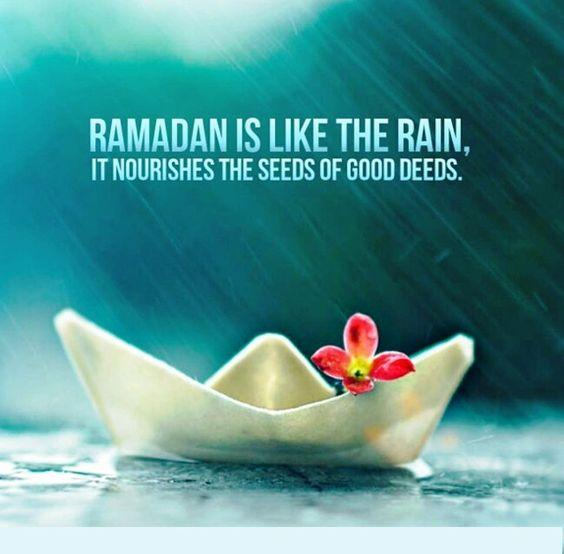 RAMADAN IS LIKE THE RAIN,
IT NOURISHES THE SEEDS OF GOOD DEEDS.